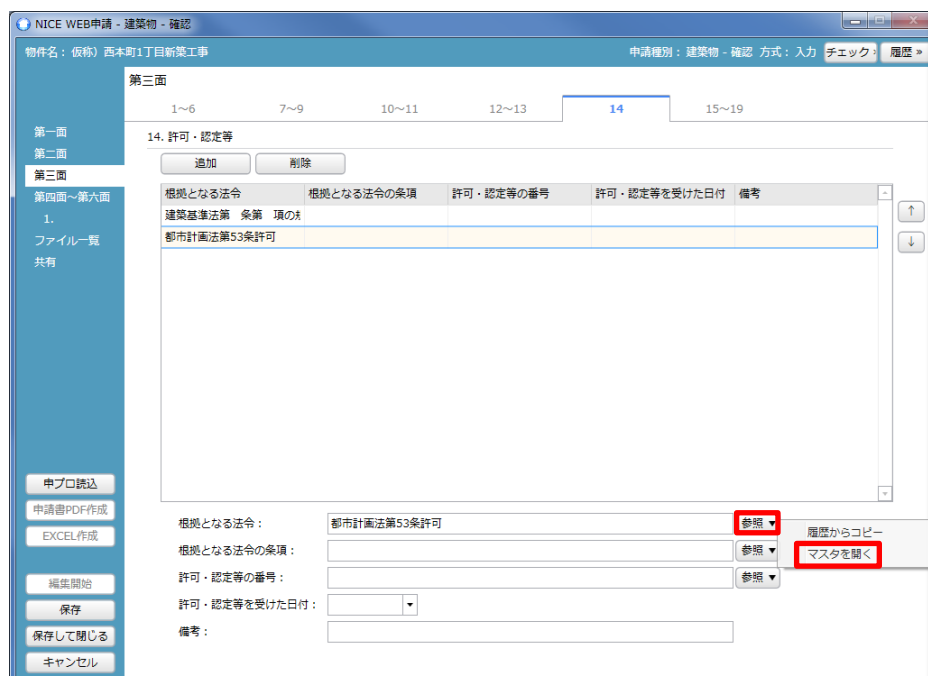 NICE WEB申請 - 建築物 - 確認
物件名：仮称）西本町1丁目新築工事 申請種別：建築物 - 確認 方式：入力 チェック » 履歴 »
第三面
1～6 7～9 10～11 12～13 14 15～19
第一面
第二面
第三面
第四面～第六面
1.
ファイル一覧
共有
14. 許可・認定等
追加 削除
根拠となる法令 根拠となる法令の条項 許可・認定等の番号 許可・認定等を受けた日付 備考
建築基準法第　条第　項の
都市計画法第53条許可
↑
↓
申プロ読込
申請書PDF作成
EXCEL作成
編集開始
保存
保存して閉じる
キャンセル
根拠となる法令： 都市計画法第53条許可 参照 ▼
根拠となる法令の条項： 参照 ▼
許可・認定等の番号： 参照 ▼
許可・認定等を受けた日付：
備考：
履歴からコピー
マスタを開く